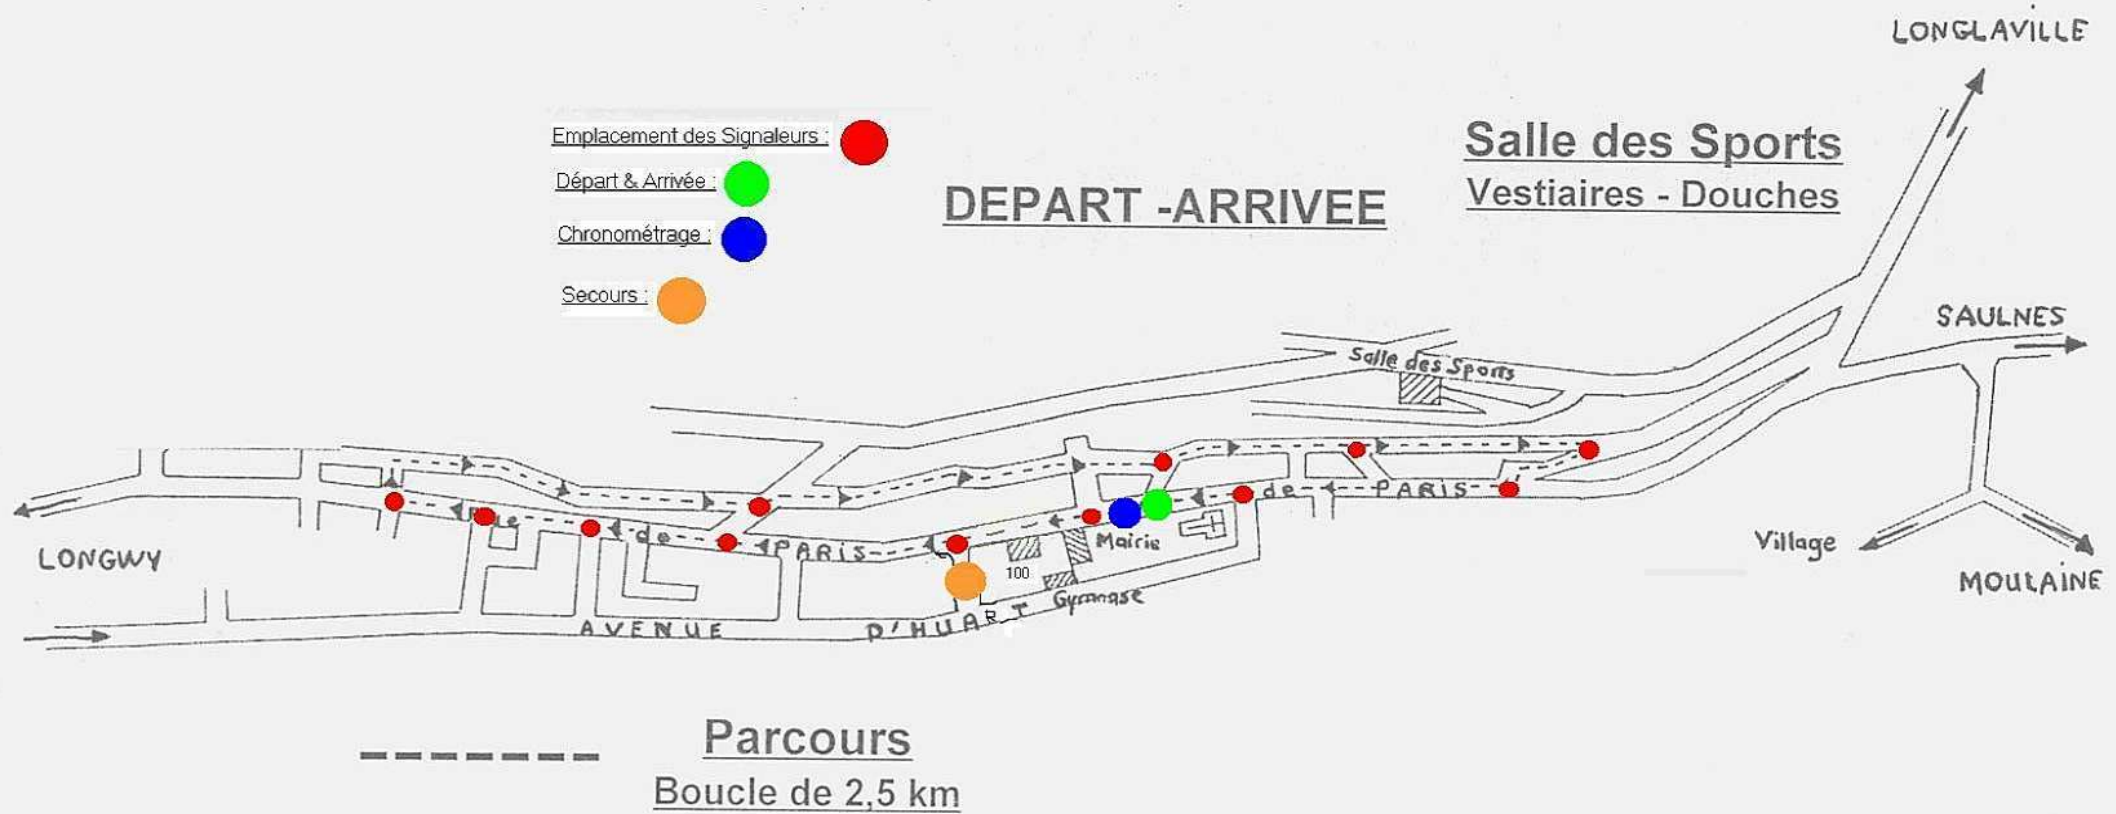 LONGLAVILLE
Emplacement des Signaleurs :
Départ & Arrivée :
Chronométrage :
Secours :
DEPART -ARRIVEE
Salle des Sports
Vestiaires - Douches
SAULNES
Salle des Sports
de PARIS
de PARIS
Mairie
100
Gymnase
LONGWY
Village
MOULAINE
AVENUE D'HUART
Parcours
Boucle de 2,5 km